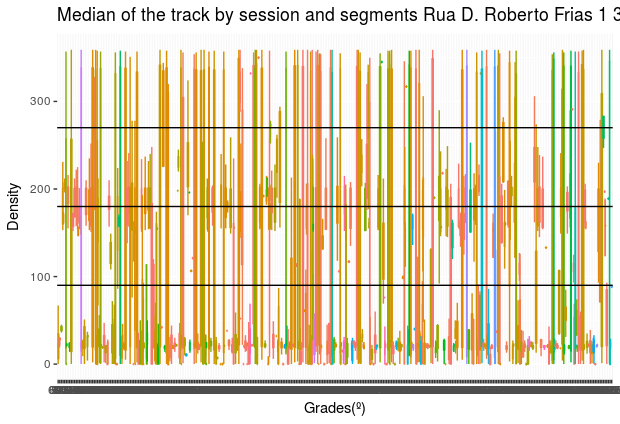 Median of the track by session and segments Rua D. Roberto Frias 1 3
300
200
100
0
Density
Grades(º)